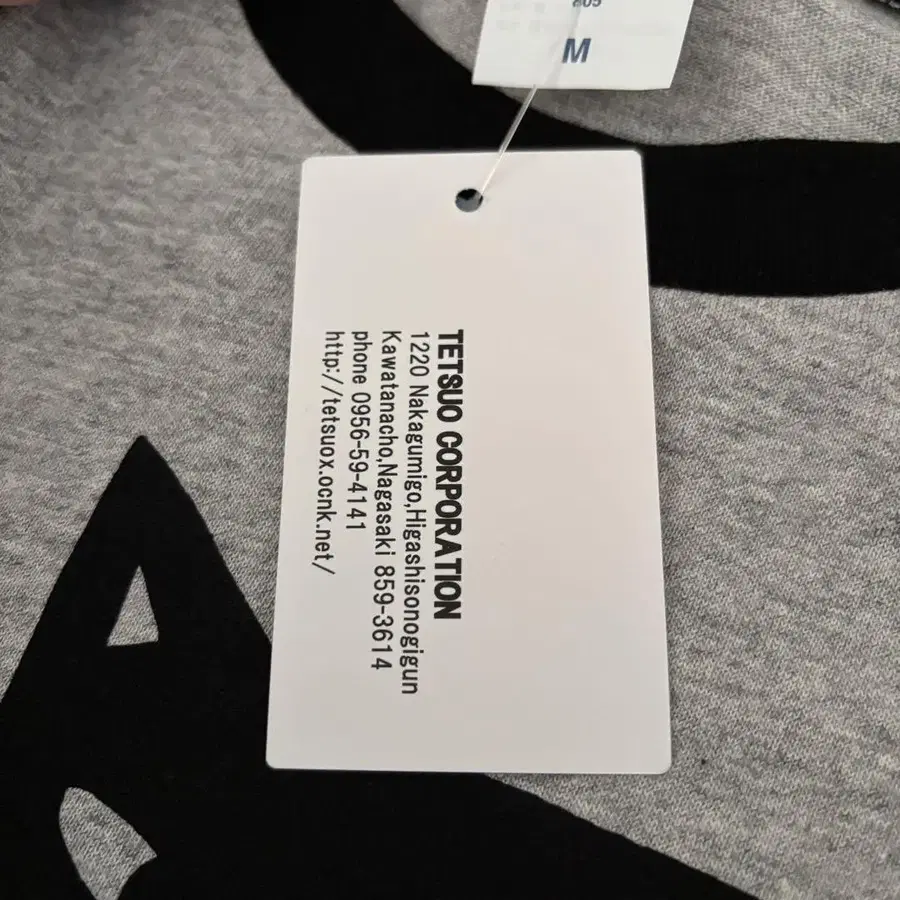 M
TETSUO CORPORATION
1220 Nakagumigo,Higashisonogigun
Kawatanacho,Nagasaki 859-3614
phone 0956-59-4141
http://tetsuox.ocnk.net/